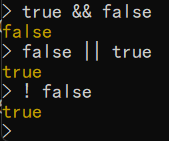 > true && false
false
> false || true
true
> ! false
true
>